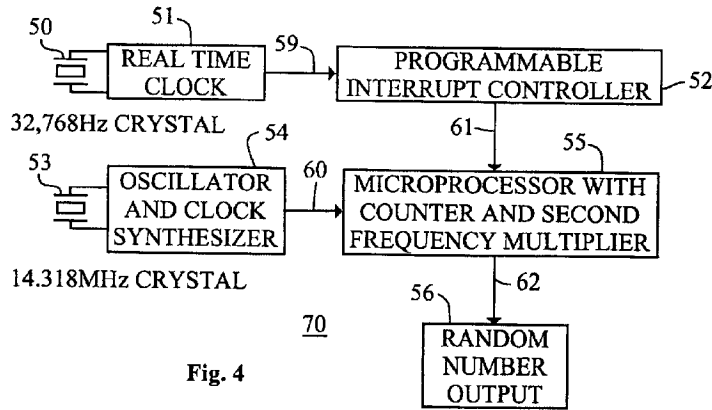 50
51
REAL TIME
CLOCK
59
PROGRAMMABLE
INTERRUPT CONTROLLER
52
32,768Hz CRYSTAL
61
53
54
OSCILLATOR
AND CLOCK
SYNTHESIZER
60
55
MICROPROCESSOR WITH
COUNTER AND SECOND
FREQUENCY MULTIPLIER
14.318MHz CRYSTAL
62
56
RANDOM
NUMBER
OUTPUT
70
Fig. 4